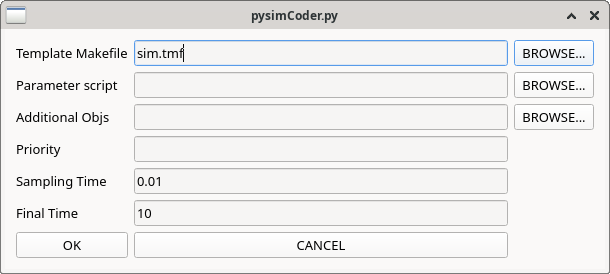 pysimCoder.py
Template Makefile sim.tmf BROWSE...
Parameter script BROWSE...
Additional Objs BROWSE...
Priority
Sampling Time 0.01
Final Time 10
OK CANCEL